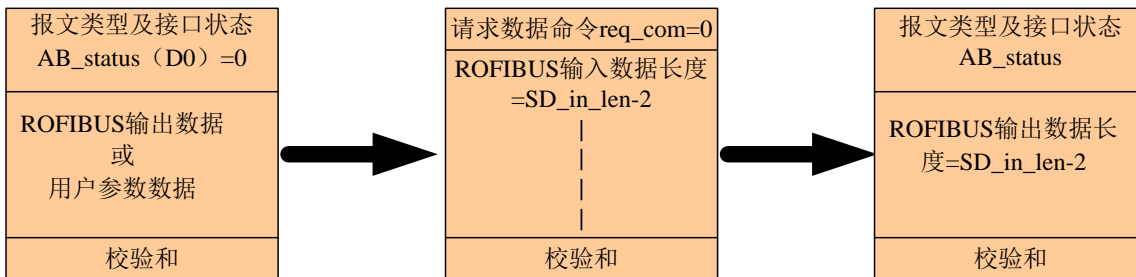 报文类型及接口状态
AB_status（D0）=0
ROFIBUS输出数据
或
用户参数数据
校验和
请求数据命令req_com=0
ROFIBUS输入数据长度
=SD_in_len-2
校验和
报文类型及接口状态
AB_status
ROFIBUS输出数据长
度=SD_in_len-2
校验和